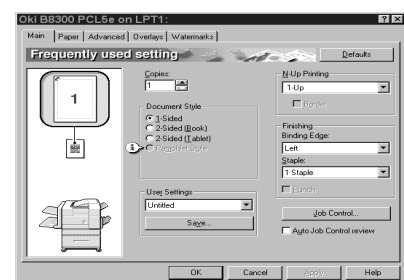 Oki B8300 PCL5e on LPT1:
Main Paper Advanced Overlays Watermarks
Frequently used setting
Defaults
1
Copies:
1
Document Style
1-Sided
2-Sided (Book)
2-Sided (Tablet)
Pamphlet Style
User Settings
Untitled
Save...
N-Up Printing
1-Up
Border
Finishing
Binding Edge:
Left
Staple:
1 Staple
Punch
Job Control...
Auto Job Control review
OK Cancel Apply Help